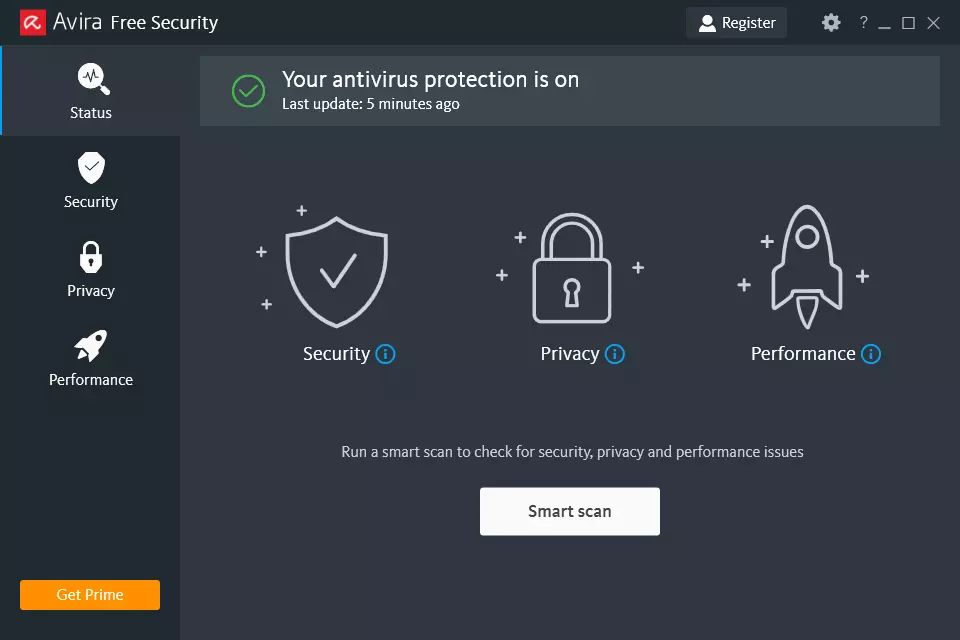 Avira Free Security
Register
?
Status
Security
Privacy
Performance
Get Prime
Your antivirus protection is on
Last update: 5 minutes ago
Security i
Privacy i
Performance i
Run a smart scan to check for security, privacy and performance issues
Smart scan